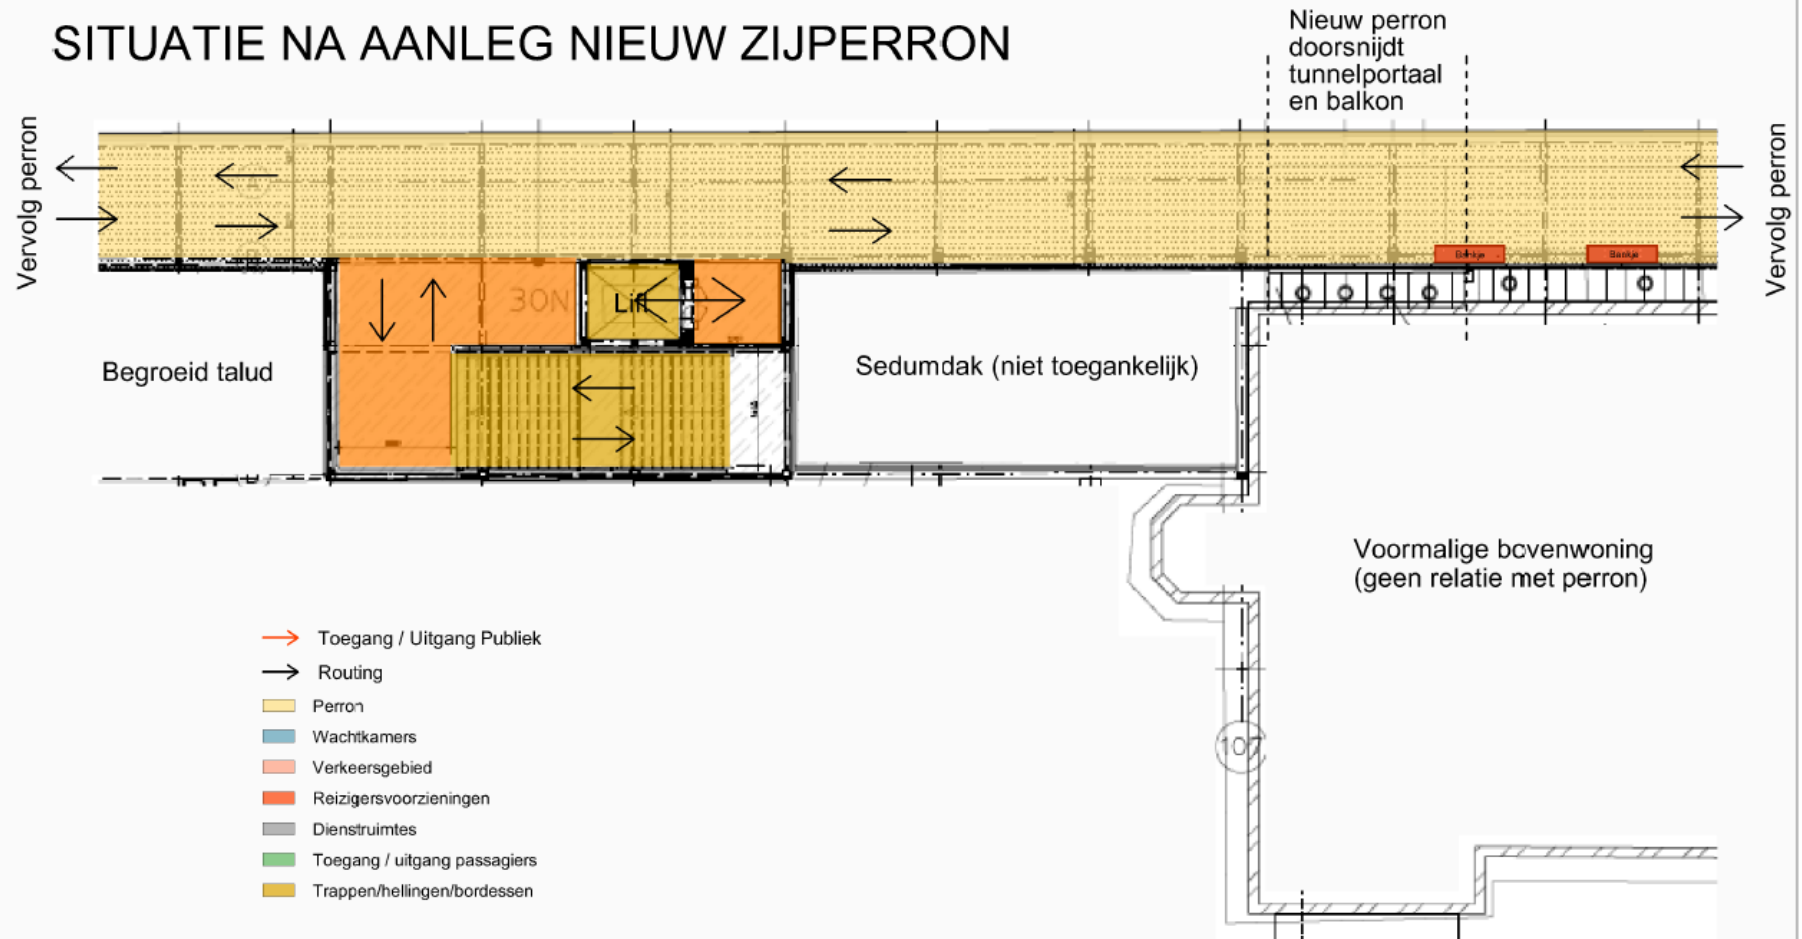 SITUATIE NA AANLEG NIEUW ZIJPERRON
Nieuw perron
doorsnijdt
tunnelportaal
en balkon
Vervolg perron
Vervolg perron
Bankje
Bankje
30N
Lift
Begroeid talud
Sedumdak (niet toegankelijk)
Voormalige bovenwoning
(geen relatie met perron)
107
Toegang / Uitgang Publiek
Routing
Perron
Wachtkamers
Verkeersgebied
Reizigersvoorzieningen
Dienstruimtes
Toegang / uitgang passagiers
Trappen/hellingen/bordessen